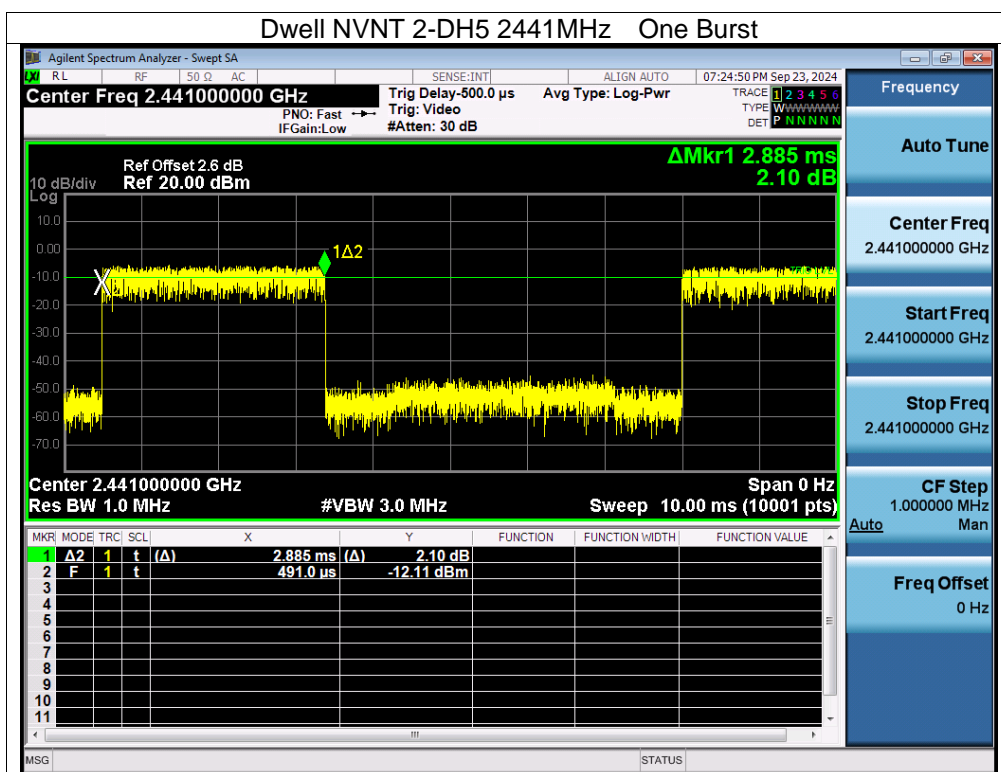 Dwell NVNT 2-DH5 2441MHz One Burst
Agilent Spectrum Analyzer - Swept SA
LXI RL RF 50 Ω AC SENSE:INT ALIGN AUTO 07:24:50 PM Sep 23, 2024
Center Freq 2.441000000 GHz
PNO: Fast
IFGain:Low
Trig Delay-500.0 µs
Trig: Video
#Atten: 30 dB
Avg Type: Log-Pwr
TRACE 1 2 3 4 5 6
TYPE WWWWWW
DET P N N N N N
Frequency
Auto Tune
Center Freq
2.441000000 GHz
Start Freq
2.441000000 GHz
Stop Freq
2.441000000 GHz
CF Step
1.000000 MHz
Auto Man
Freq Offset
0 Hz
ΔMkr1 2.885 ms
2.10 dB
Ref Offset 2.6 dB
10 dB/div Ref 20.00 dBm
Log
10.0
0.00
-10.0
-20.0
-30.0
-40.0
-50.0
-60.0
-70.0
1Δ2
Center 2.441000000 GHz Span 0 Hz
Res BW 1.0 MHz #VBW 3.0 MHz Sweep 10.00 ms (10001 pts)
MKR MODE TRC SCL X Y FUNCTION FUNCTION WIDTH FUNCTION VALUE
1 Δ2 1 t (Δ) 2.885 ms (Δ) 2.10 dB
2 F 1 t 491.0 µs -12.11 dBm
3
4
5
6
7
8
9
10
11
MSG STATUS